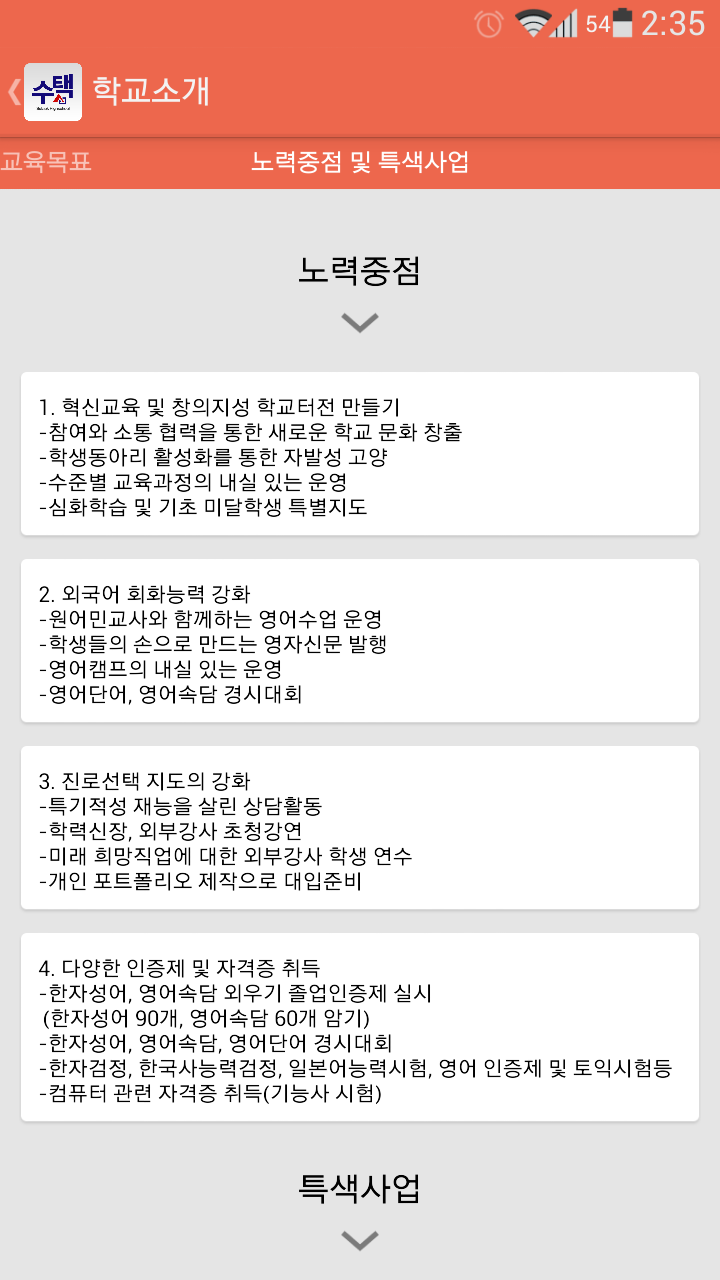 54 2:35
수택
학교소개
교육목표 노력중점 및 특색사업
노력중점
1. 혁신교육 및 창의지성 학교터전 만들기
-참여와 소통 협력을 통한 새로운 학교 문화 창출
-학생동아리 활성화를 통한 자발성 고양
-수준별 교육과정의 내실 있는 운영
-심화학습 및 기초 미달학생 특별지도
2. 외국어 회화능력 강화
-원어민교사와 함께하는 영어수업 운영
-학생들의 손으로 만드는 영자신문 발행
-영어캠프의 내실 있는 운영
-영어단어, 영어속담 경시대회
3. 진로선택 지도의 강화
-특기적성 재능을 살린 상담활동
-학력신장, 외부강사 초청강연
-미래 희망직업에 대한 외부강사 학생 연수
-개인 포트폴리오 제작으로 대입준비
4. 다양한 인증제 및 자격증 취득
-한자성어, 영어속담 외우기 졸업인증제 실시
(한자성어 90개, 영어속담 60개 암기)
-한자성어, 영어속담, 영어단어 경시대회
-한자검정, 한국사능력검정, 일본어능력시험, 영어 인증제 및 토익시험등
-컴퓨터 관련 자격증 취득(기능사 시험)
특색사업